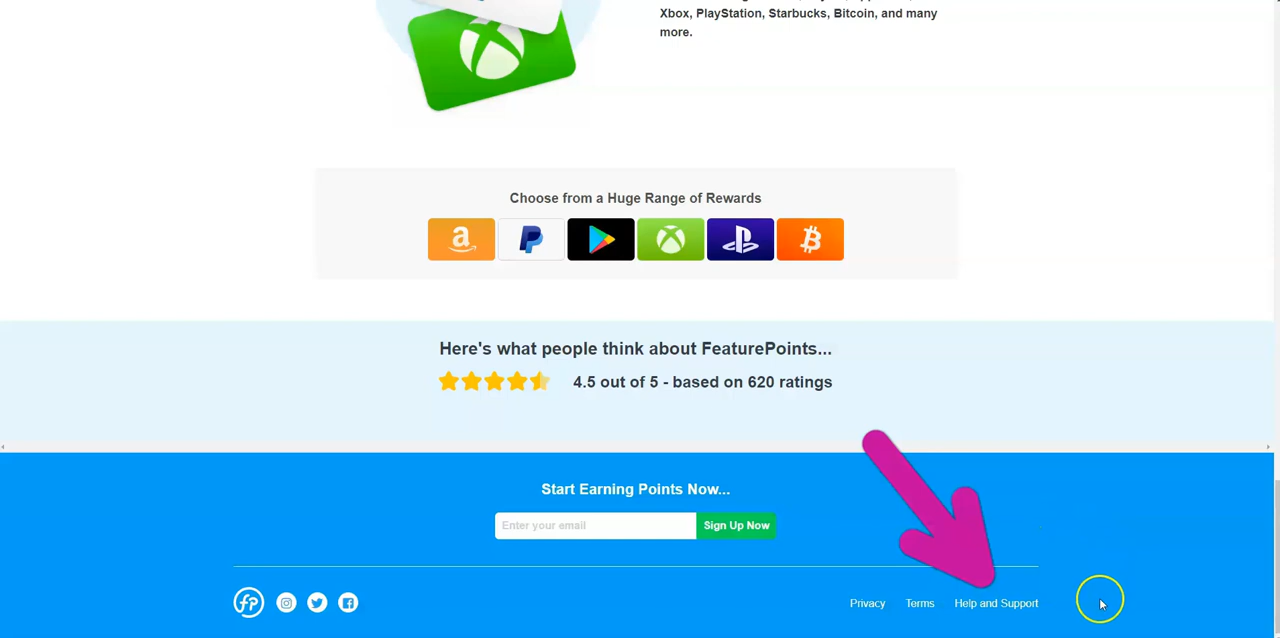 Xbox, PlayStation, Starbucks, Bitcoin, and many
more.
Choose from a Huge Range of Rewards
a
Here's what people think about FeaturePoints...
4.5 out of 5 - based on 620 ratings
Start Earning Points Now...
Enter your email
Sign Up Now
fp
Privacy
Terms
Help and Support